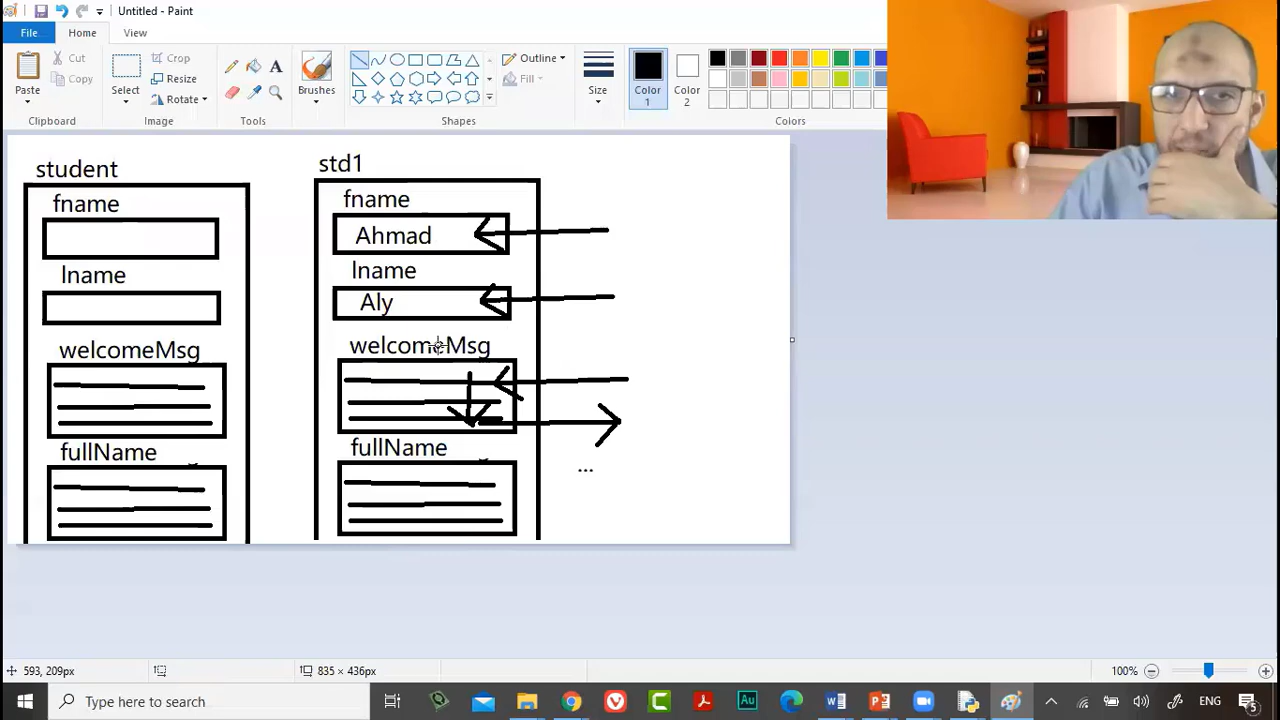 Untitled - Paint
File Home View
Paste
Cut
Copy
Clipboard
Select
Crop
Resize
Rotate
Image
A
Tools
Brushes
Outline
Fill
Shapes
Size
Color 1
Color 2
Colors
student
fname
lname
welcomeMsg
fullName
std1
fname
Ahmad
lname
Aly
welcomeMsg
fullName
...
593, 209px
835 × 436px
100%
Type here to search
C
Au
W
P
ENG
5